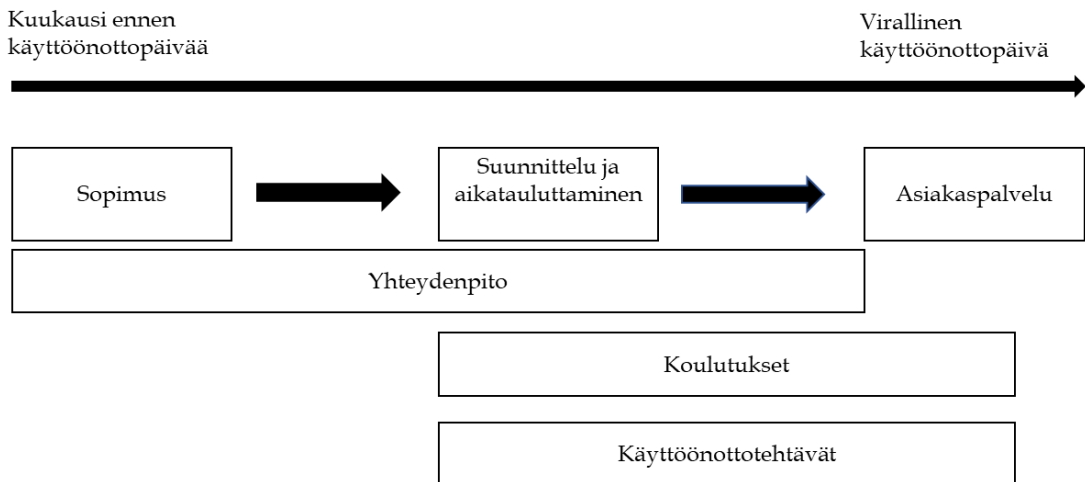 Kuukausi ennen
käyttöönottopäivää
Virallinen
käyttöönottopäivä
Sopimus
Suunnittelu ja
aikatauluttaminen
Asiakaspalvelu
Yhteydenpito
Koulutukset
Käyttöönottotehtävät